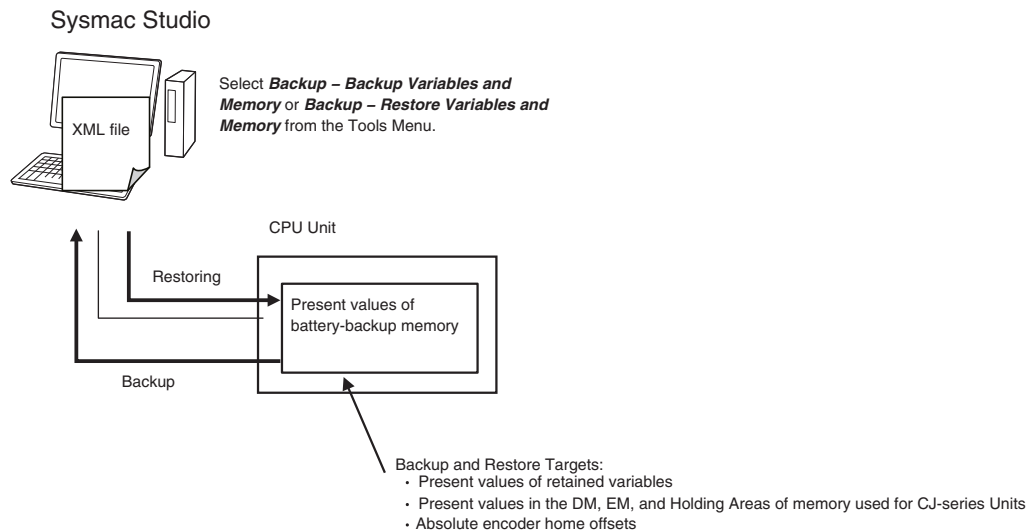 Sysmac Studio
Select Backup – Backup Variables and
Memory or Backup – Restore Variables and
Memory from the Tools Menu.
XML file
CPU Unit
Restoring
Present values of
battery-backup memory
Backup
Backup and Restore Targets:
• Present values of retained variables
• Present values in the DM, EM, and Holding Areas of memory used for CJ-series Units
• Absolute encoder home offsets